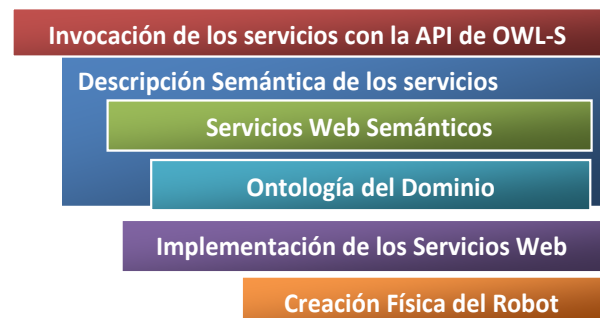 Invocación de los servicios con la API de OWL-S
Descripción Semántica de los servicios
Servicios Web Semánticos
Ontología del Dominio
Implementación de los Servicios Web
Creación Física del Robot